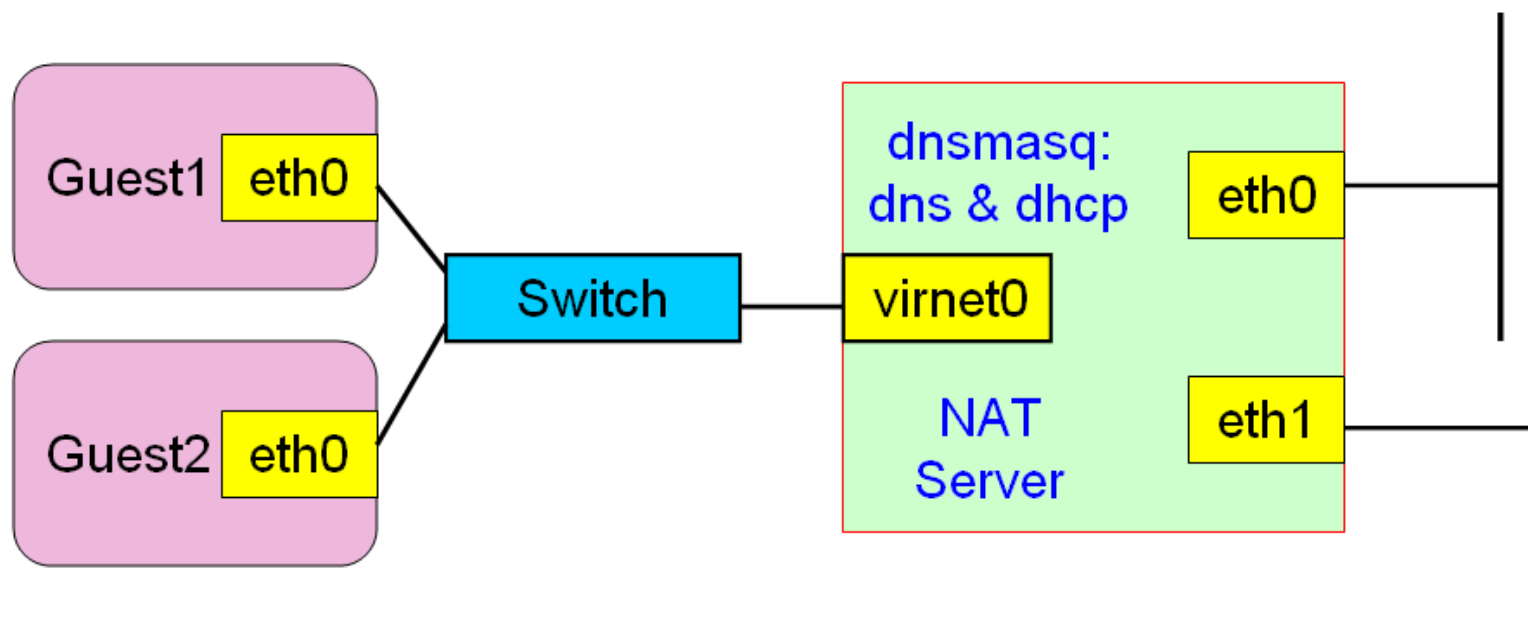 Guest1
eth0
Guest2
eth0
Switch
dnsmasq:
dns & dhcp
virnet0
NAT
Server
eth0
eth1